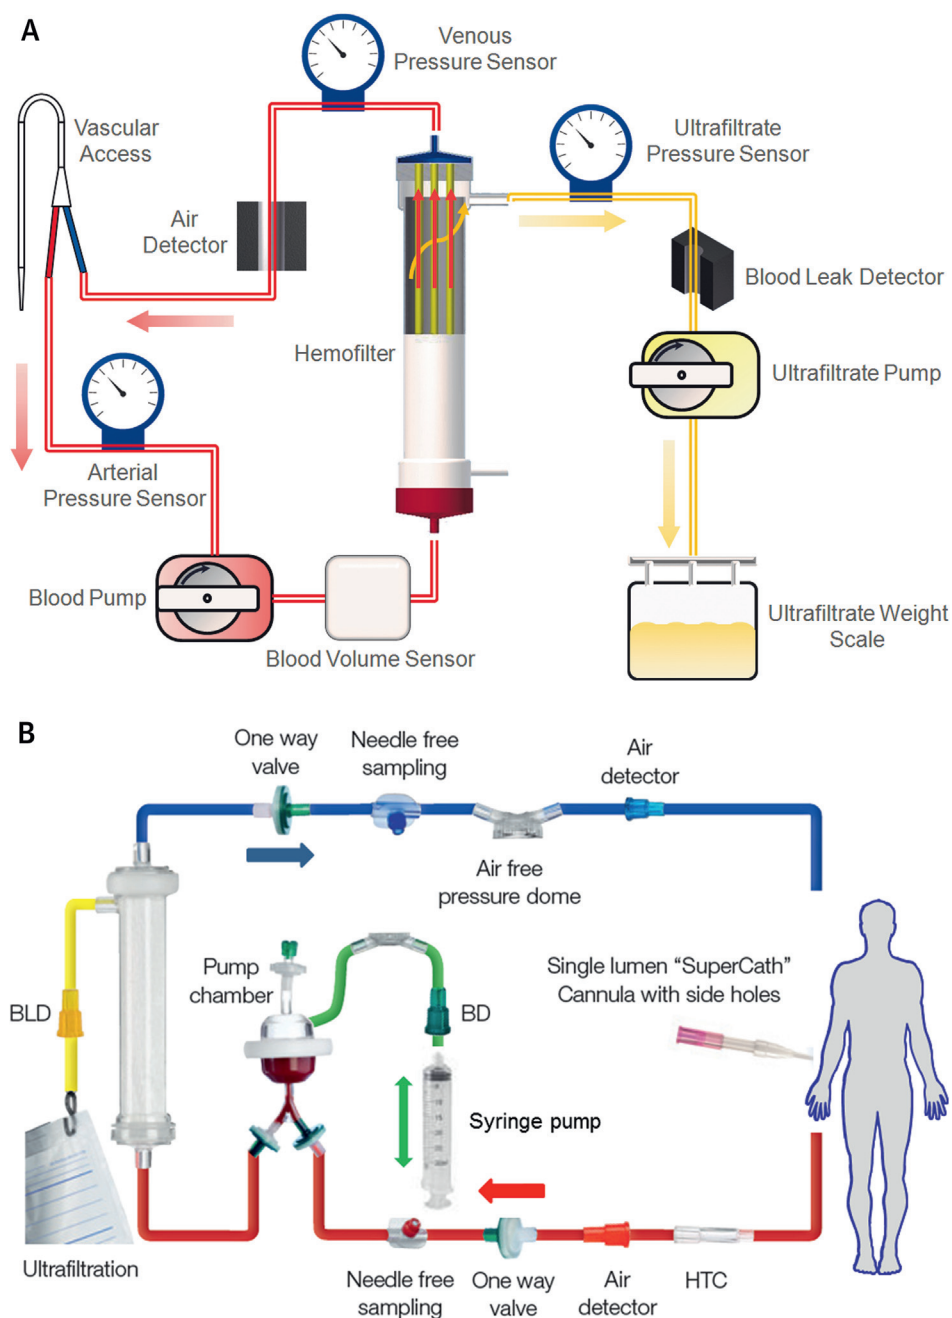 A
Venous
Pressure Sensor
Vascular
Access
Ultrafiltrate
Pressure Sensor
Air
Detector
Blood Leak Detector
Hemofilter
Ultrafiltrate Pump
Arterial
Pressure Sensor
Blood Pump
Blood Volume Sensor
Ultrafiltrate Weight
Scale
B
One way
valve
Needle free
sampling
Air
detector
Air free
pressure dome
Pump
chamber
Single lumen “SuperCath”
Cannula with side holes
BLD
BD
Syringe pump
Ultrafiltration
Needle free
sampling
One way
valve
Air
detector
HTC